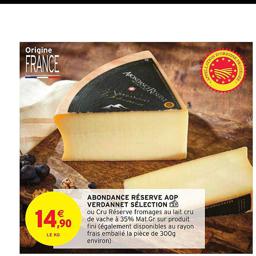 Origine
FRANCE
ABONDANCE RÉSERVE AOP
VERDANNET SÉLECTION
ou Cru Réserve fromages au lait cru
de vache à 35% Mat.Gr sur produit
fini (également disponibles au rayon
frais emballé la pièce de 300g
environ)
14€,90
LE KG